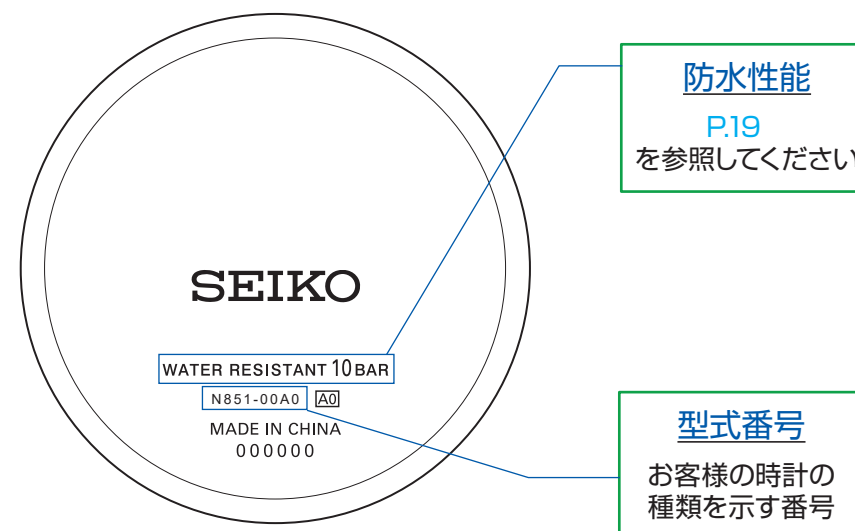 防水性能
P.19
を参照してください
SEIKO
WATER RESISTANT 10 BAR
N851-00A0 A0
MADE IN CHINA
000000
型式番号
お客様の時計の
種類を示す番号